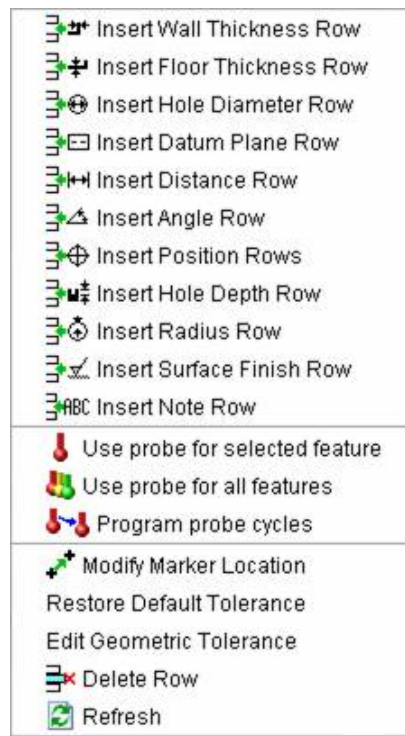 Insert Wall Thickness Row
Insert Floor Thickness Row
Insert Hole Diameter Row
Insert Datum Plane Row
Insert Distance Row
Insert Angle Row
Insert Position Rows
Insert Hole Depth Row
Insert Radius Row
Insert Surface Finish Row
ABC Insert Note Row
Use probe for selected feature
Use probe for all features
Program probe cycles
Modify Marker Location
Restore Default Tolerance
Edit Geometric Tolerance
Delete Row
Refresh